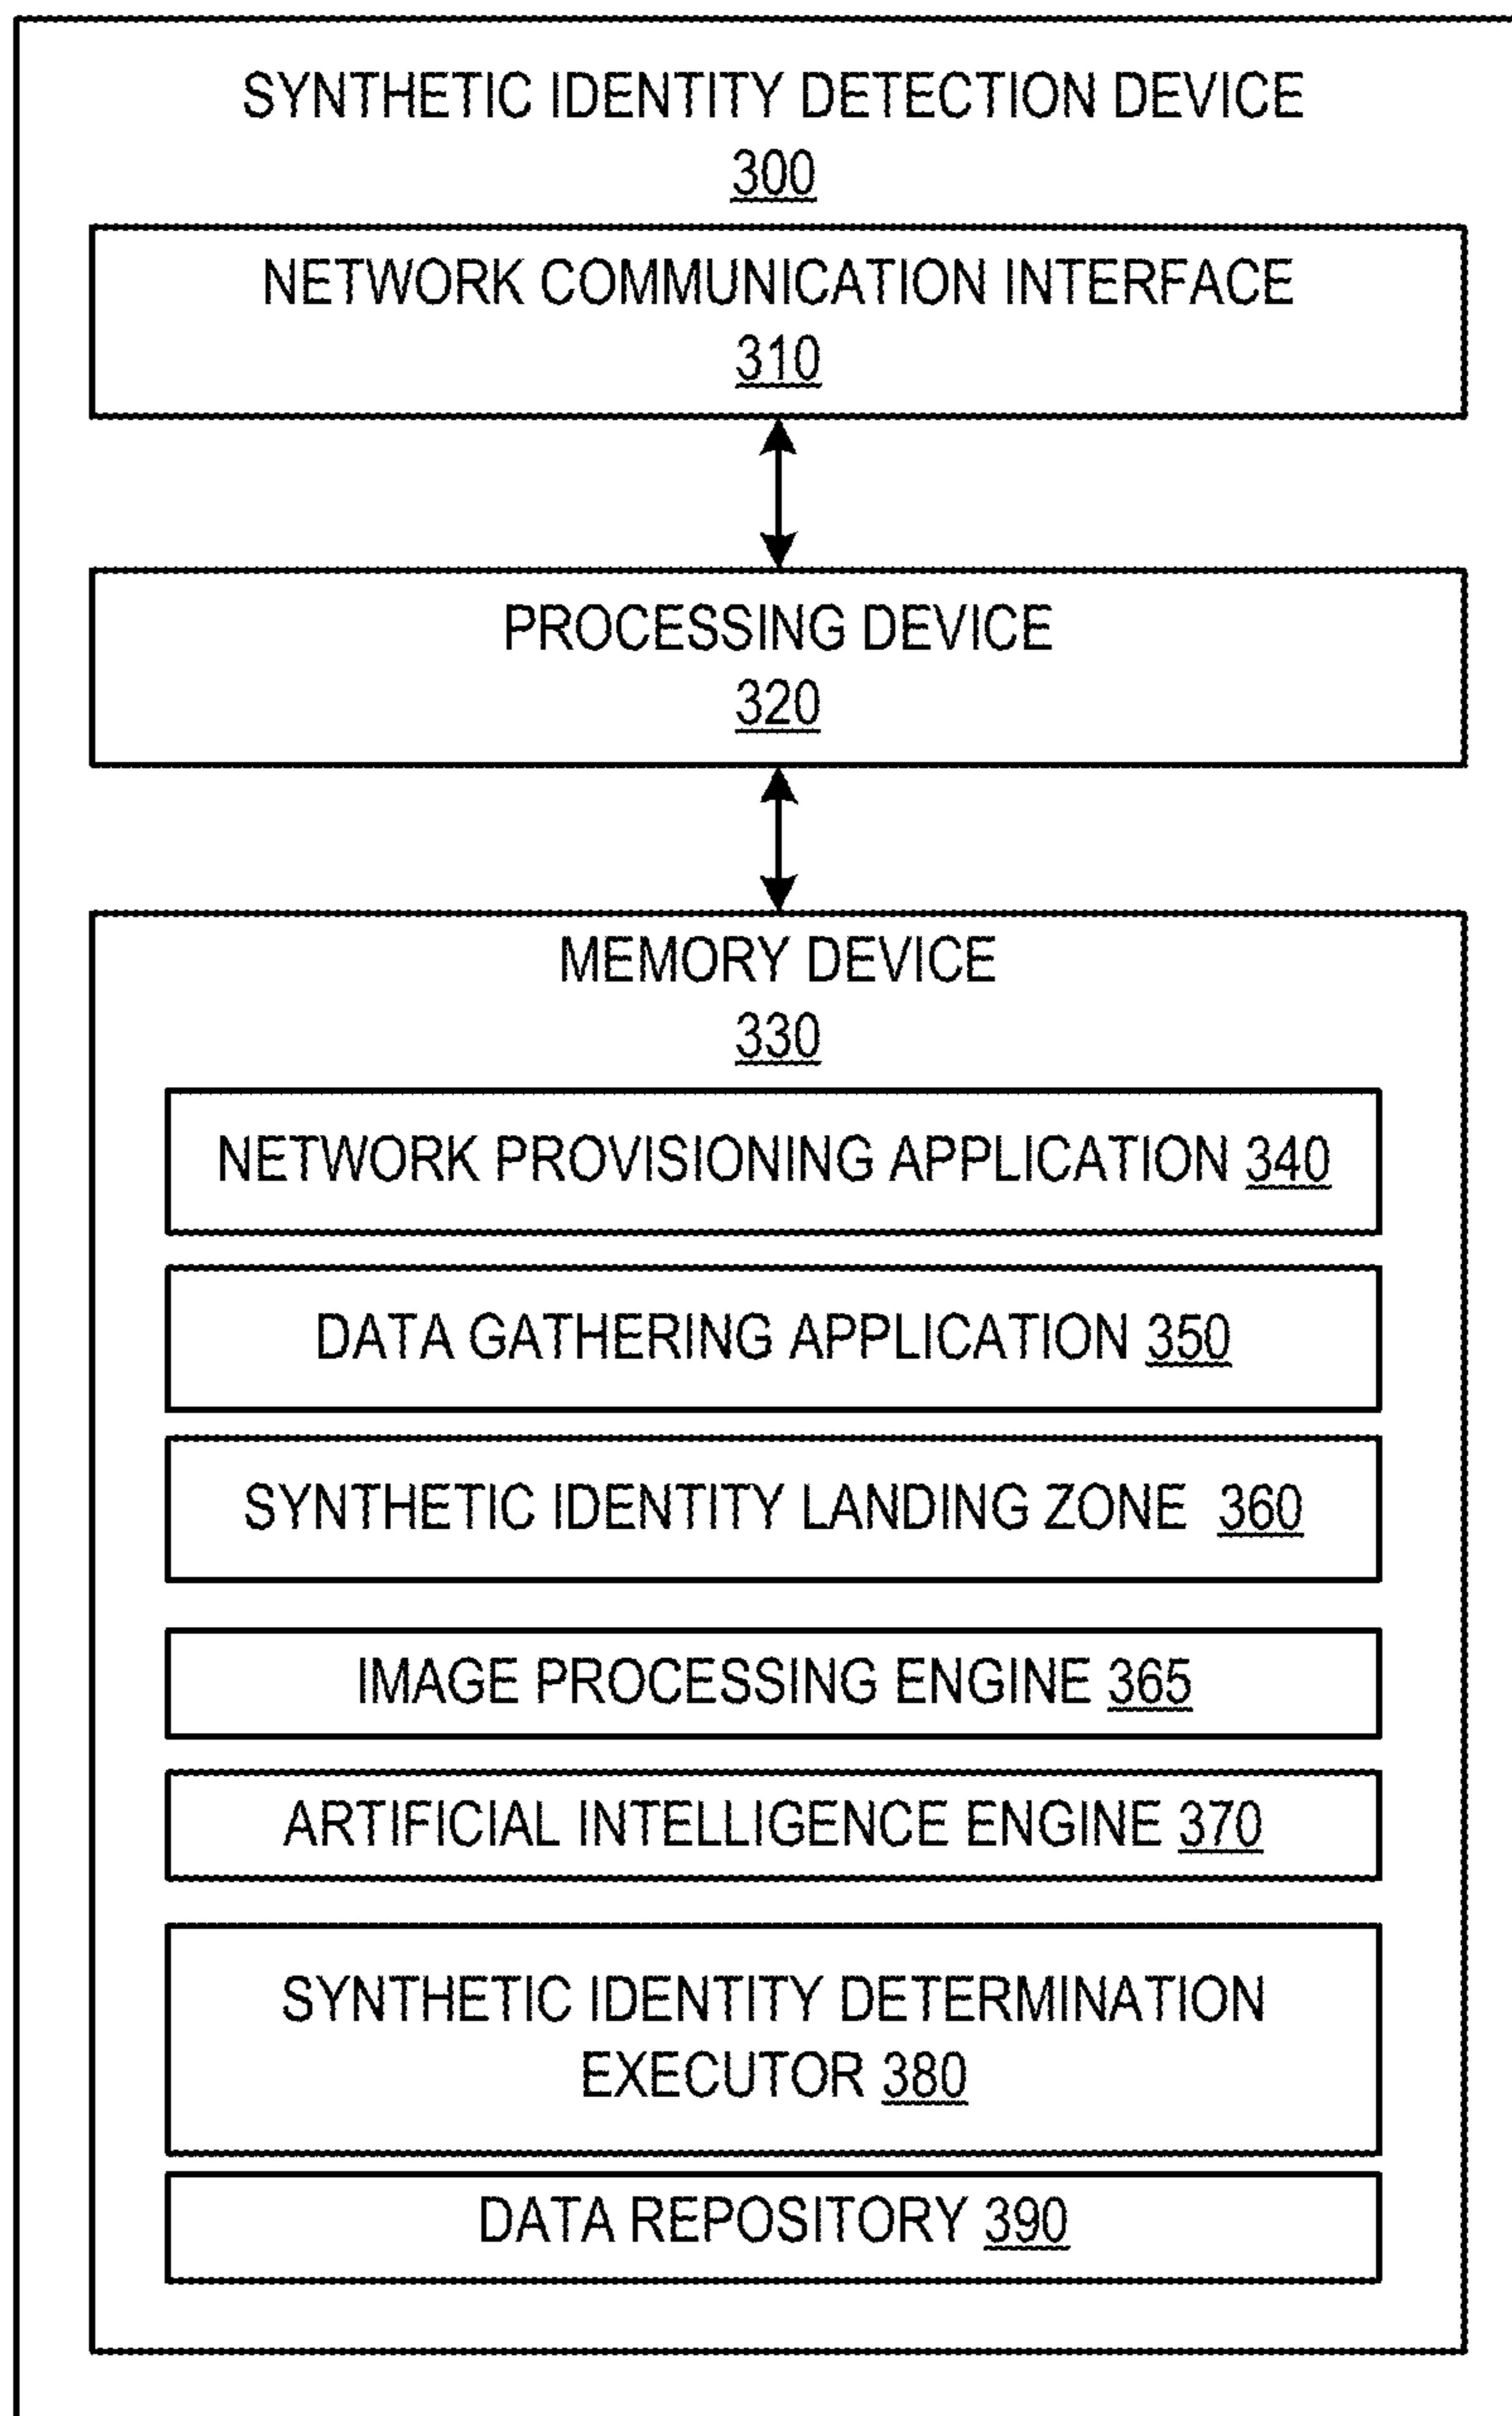 SYNTHETIC IDENTITY DETECTION DEVICE
300
NETWORK COMMUNICATION INTERFACE
310
PROCESSING DEVICE
320
MEMORY DEVICE
330
NETWORK PROVISIONING APPLICATION 340
DATA GATHERING APPLICATION 350
SYNTHETIC IDENTITY LANDING ZONE 360
IMAGE PROCESSING ENGINE 365
ARTIFICIAL INTELLIGENCE ENGINE 370
SYNTHETIC IDENTITY DETERMINATION
EXECUTOR 380
DATA REPOSITORY 390